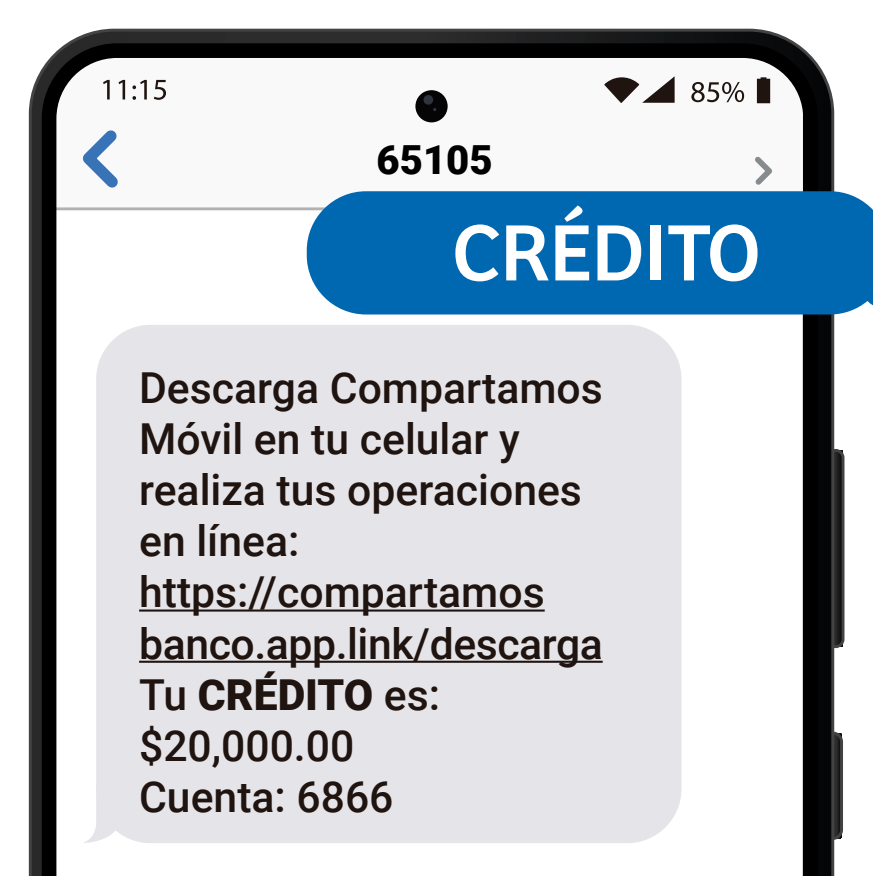 11:15
85%
65105
CRÉDITO
Descarga Compartamos
Móvil en tu celular y
realiza tus operaciones
en línea:
https://compartamos
banco.app.link/descarga
Tu CRÉDITO es:
$20,000.00
Cuenta: 6866